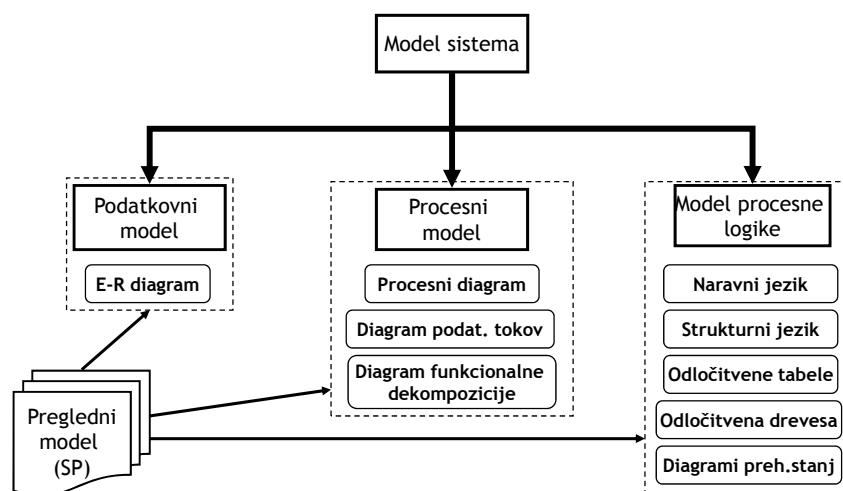 Model sistema
Podatkovni
model
E-R diagram
Procesni
model
Procesni diagram
Diagram podat. tokov
Diagram funkcionalne
dekompozicije
Model procesne
logike
Naravni jezik
Strukturni jezik
Odločitvene tabele
Odločitvena drevesa
Diagrami preh.stanj
Pregledni
model
(SP)